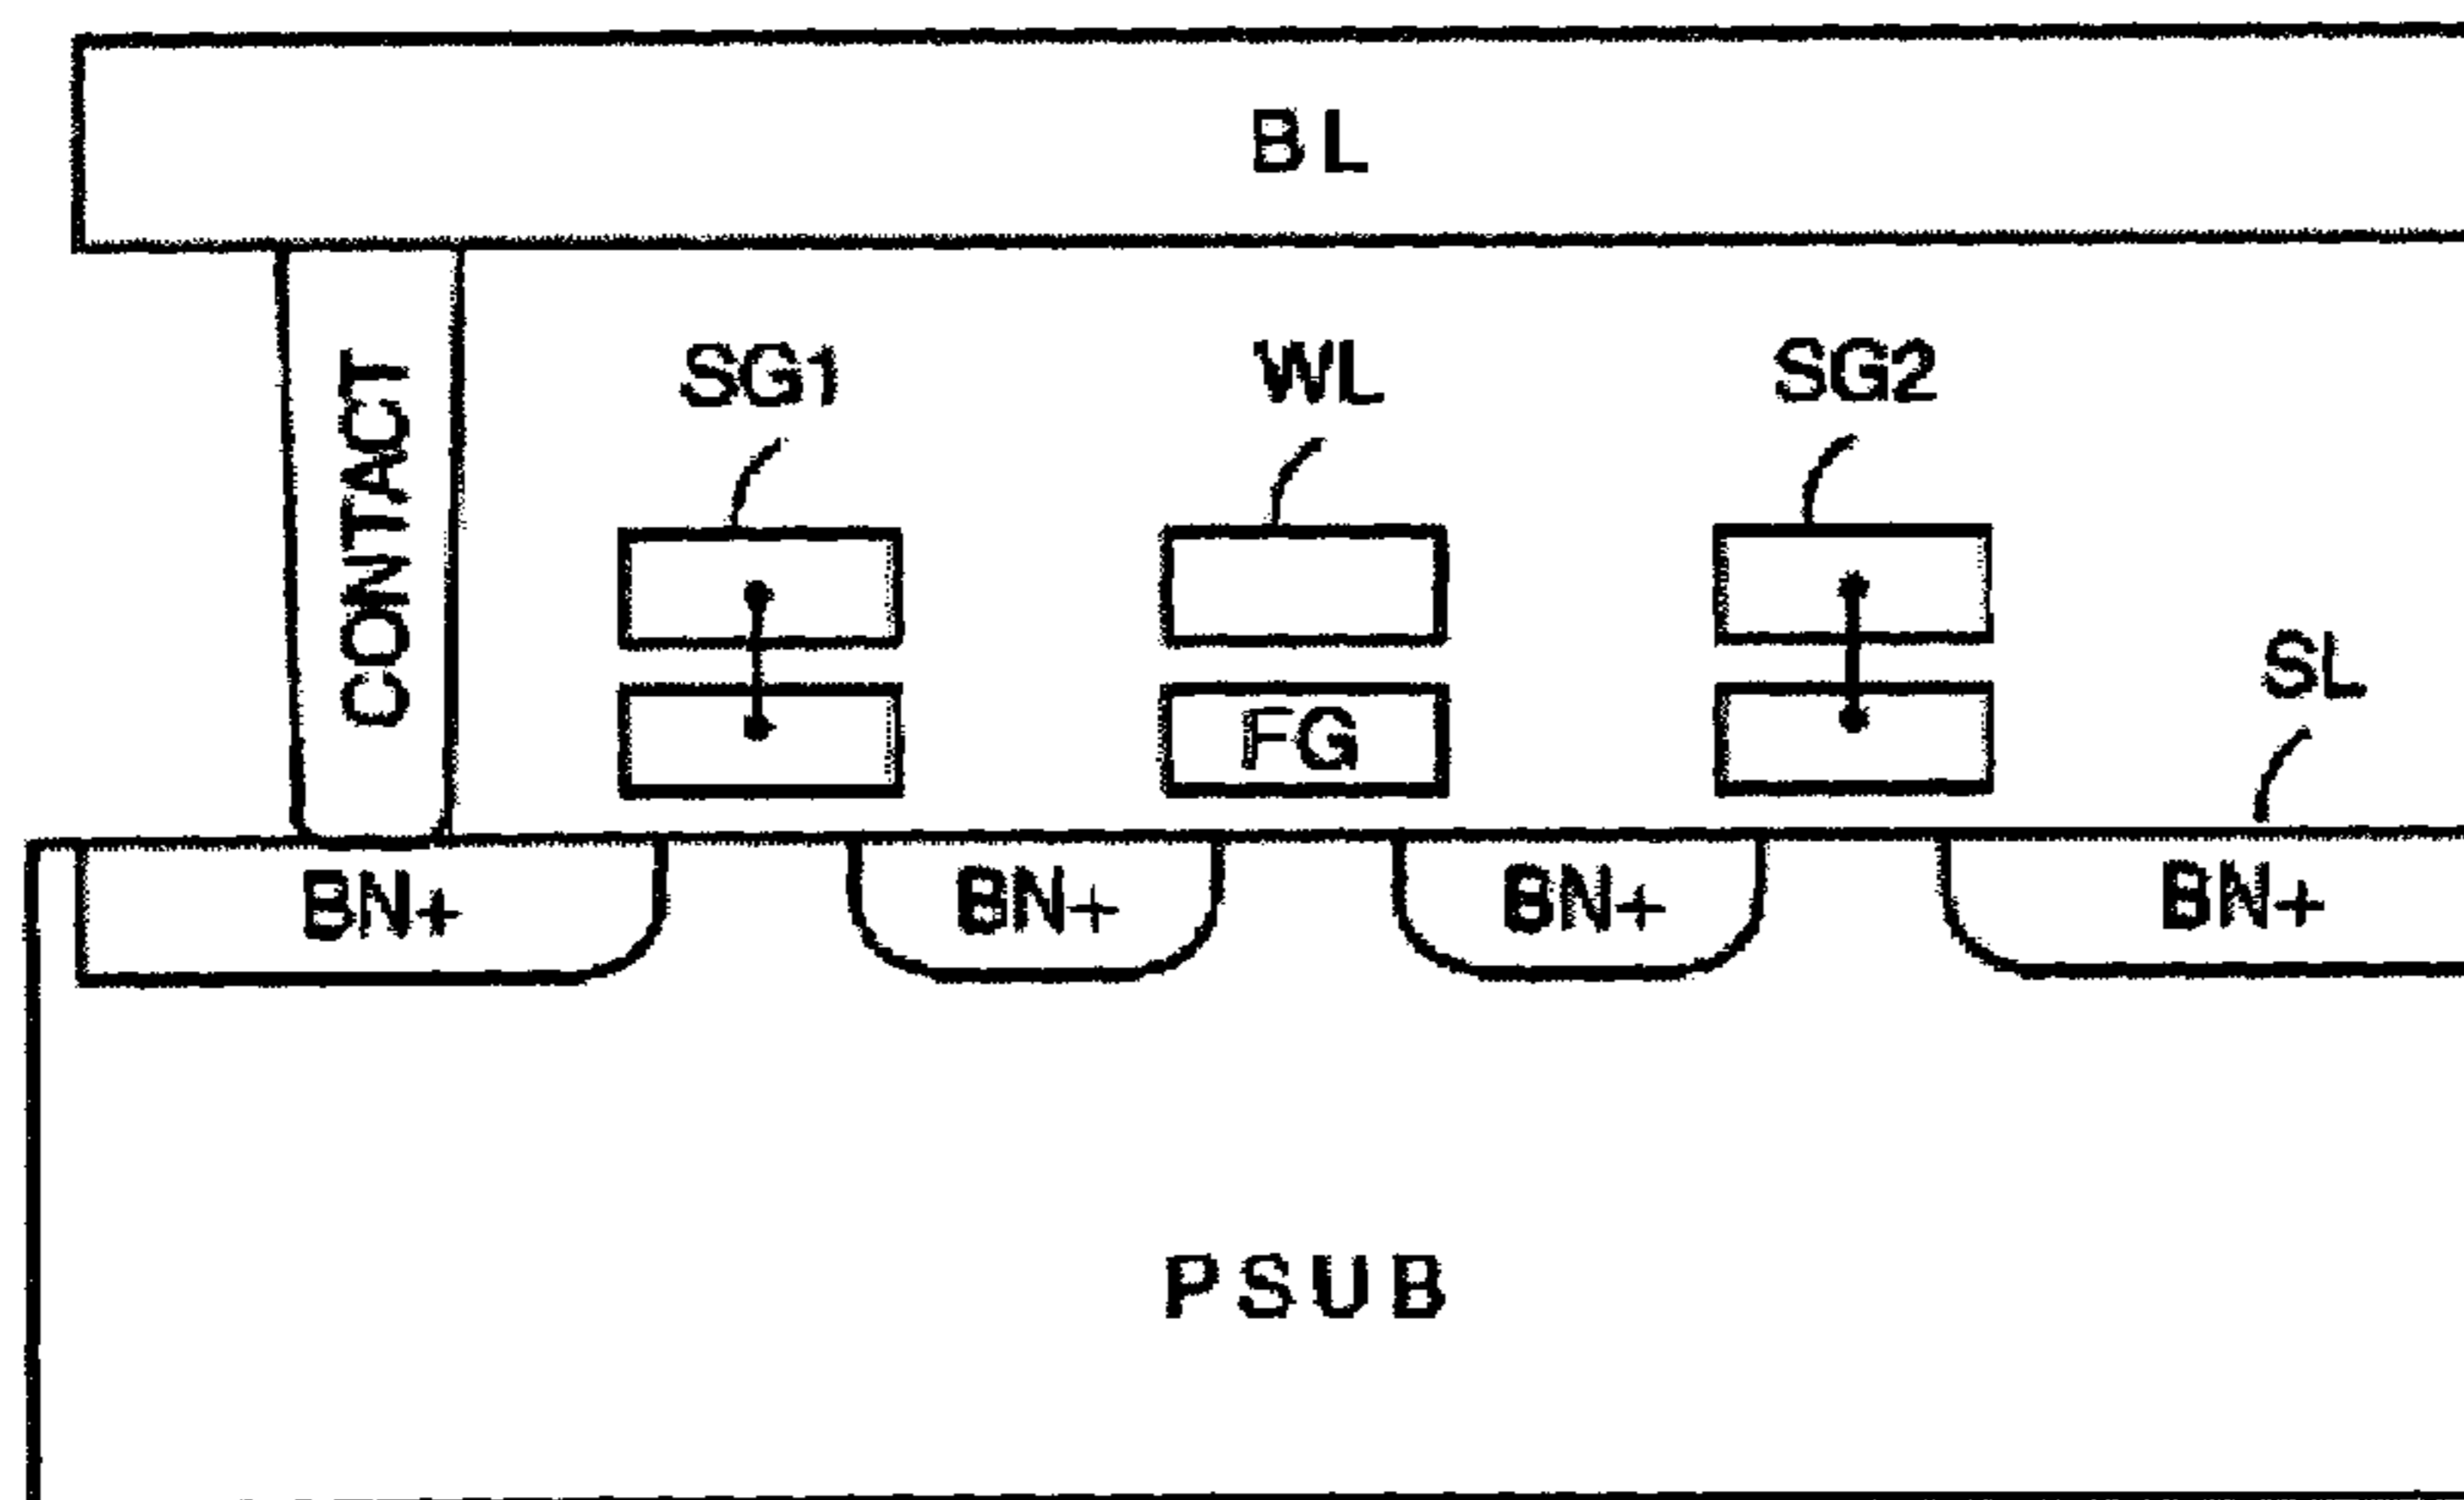 BL
CONTACT
SG1 WL SG2
SL
FG
BN+ BN+ BN+ BN+
PSUB